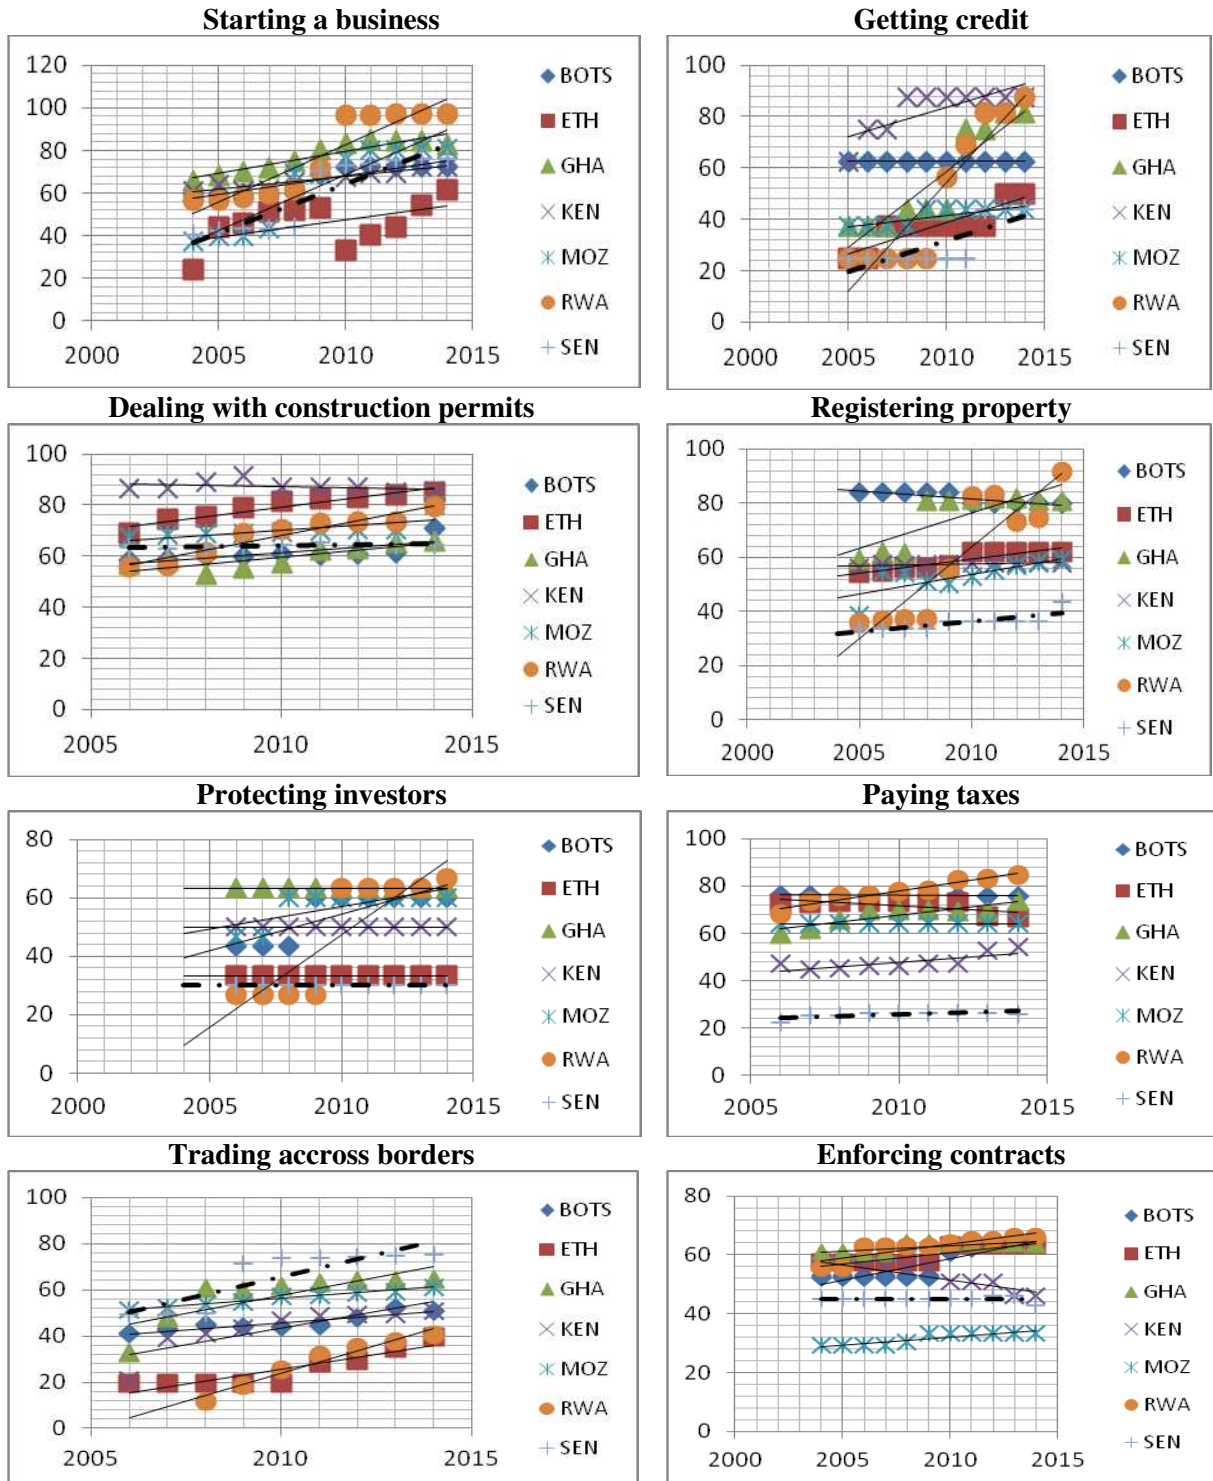 Starting a business
120
100
80
60
40
20
0
2000
2005
2010
2015
BOTS
ETH
GHA
KEN
MOZ
RWA
SEN
Getting credit
100
80
60
40
20
0
2000
2005
2010
2015
BOTS
ETH
GHA
KEN
MOZ
RWA
SEN
Dealing with construction permits
100
80
60
40
20
0
2005
2010
2015
BOTS
ETH
GHA
KEN
MOZ
RWA
SEN
Registering property
100
80
60
40
20
0
2000
2005
2010
2015
BOTS
ETH
GHA
KEN
MOZ
RWA
SEN
Protecting investors
80
60
40
20
0
2000
2005
2010
2015
BOTS
ETH
GHA
KEN
MOZ
RWA
SEN
Paying taxes
100
80
60
40
20
0
2005
2010
2015
BOTS
ETH
GHA
KEN
MOZ
RWA
SEN
Trading accross borders
100
80
60
40
20
0
2005
2010
2015
BOTS
ETH
GHA
KEN
MOZ
RWA
SEN
Enforcing contracts
80
60
40
20
0
2000
2005
2010
2015
BOTS
ETH
GHA
KEN
MOZ
RWA
SEN